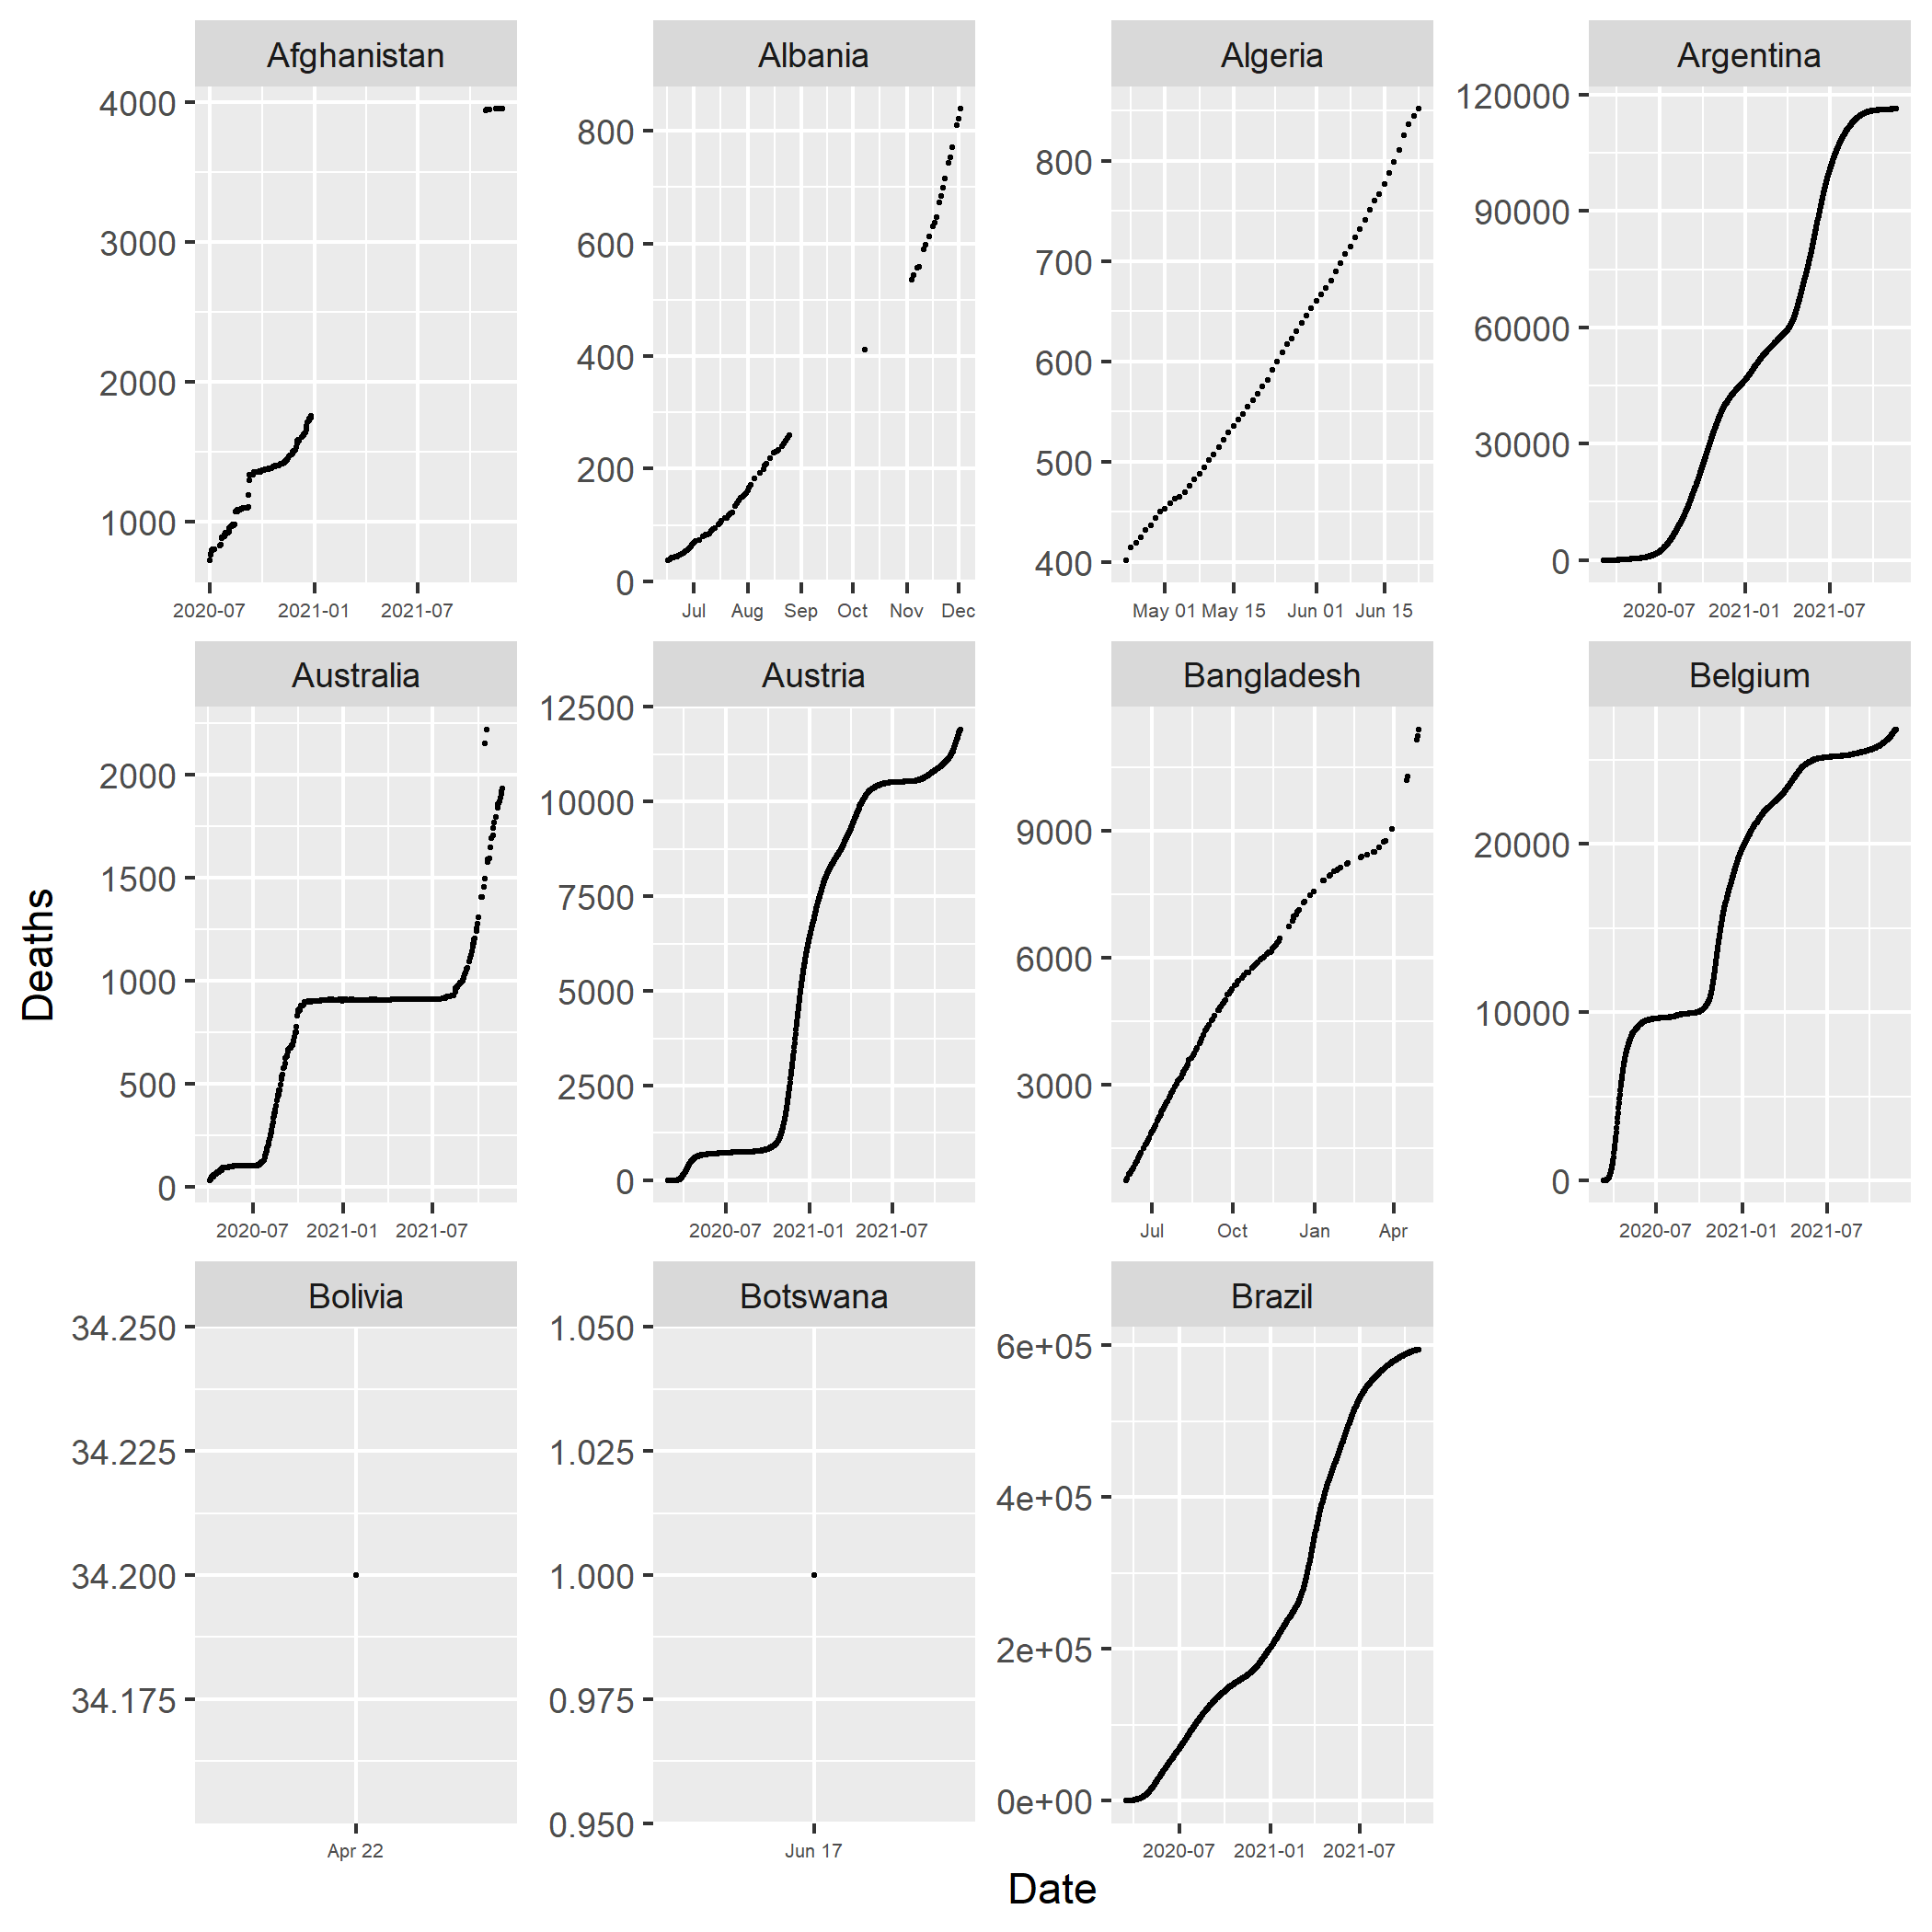 Afghanistan Albania Algeria Argentina
4000
3000
2000
1000
2020-07 2021-01 2021-07
800
600
400
200
0
Jul Aug Sep Oct Nov Dec
800
700
600
500
400
May 01 May 15 Jun 01 Jun 15
120000
90000
60000
30000
0
2020-07 2021-01 2021-07
Deaths
Australia Austria Bangladesh Belgium
2000
1500
1000
500
0
2020-07 2021-01 2021-07
12500
10000
7500
5000
2500
0
2020-07 2021-01 2021-07
9000
6000
3000
Jul Oct Jan Apr
20000
10000
0
2020-07 2021-01 2021-07
Bolivia Botswana Brazil
34.250
34.225
34.200
34.175
Apr 22
1.050
1.025
1.000
0.975
0.950
Jun 17
6e+05
4e+05
2e+05
0e+00
2020-07 2021-01 2021-07
Date